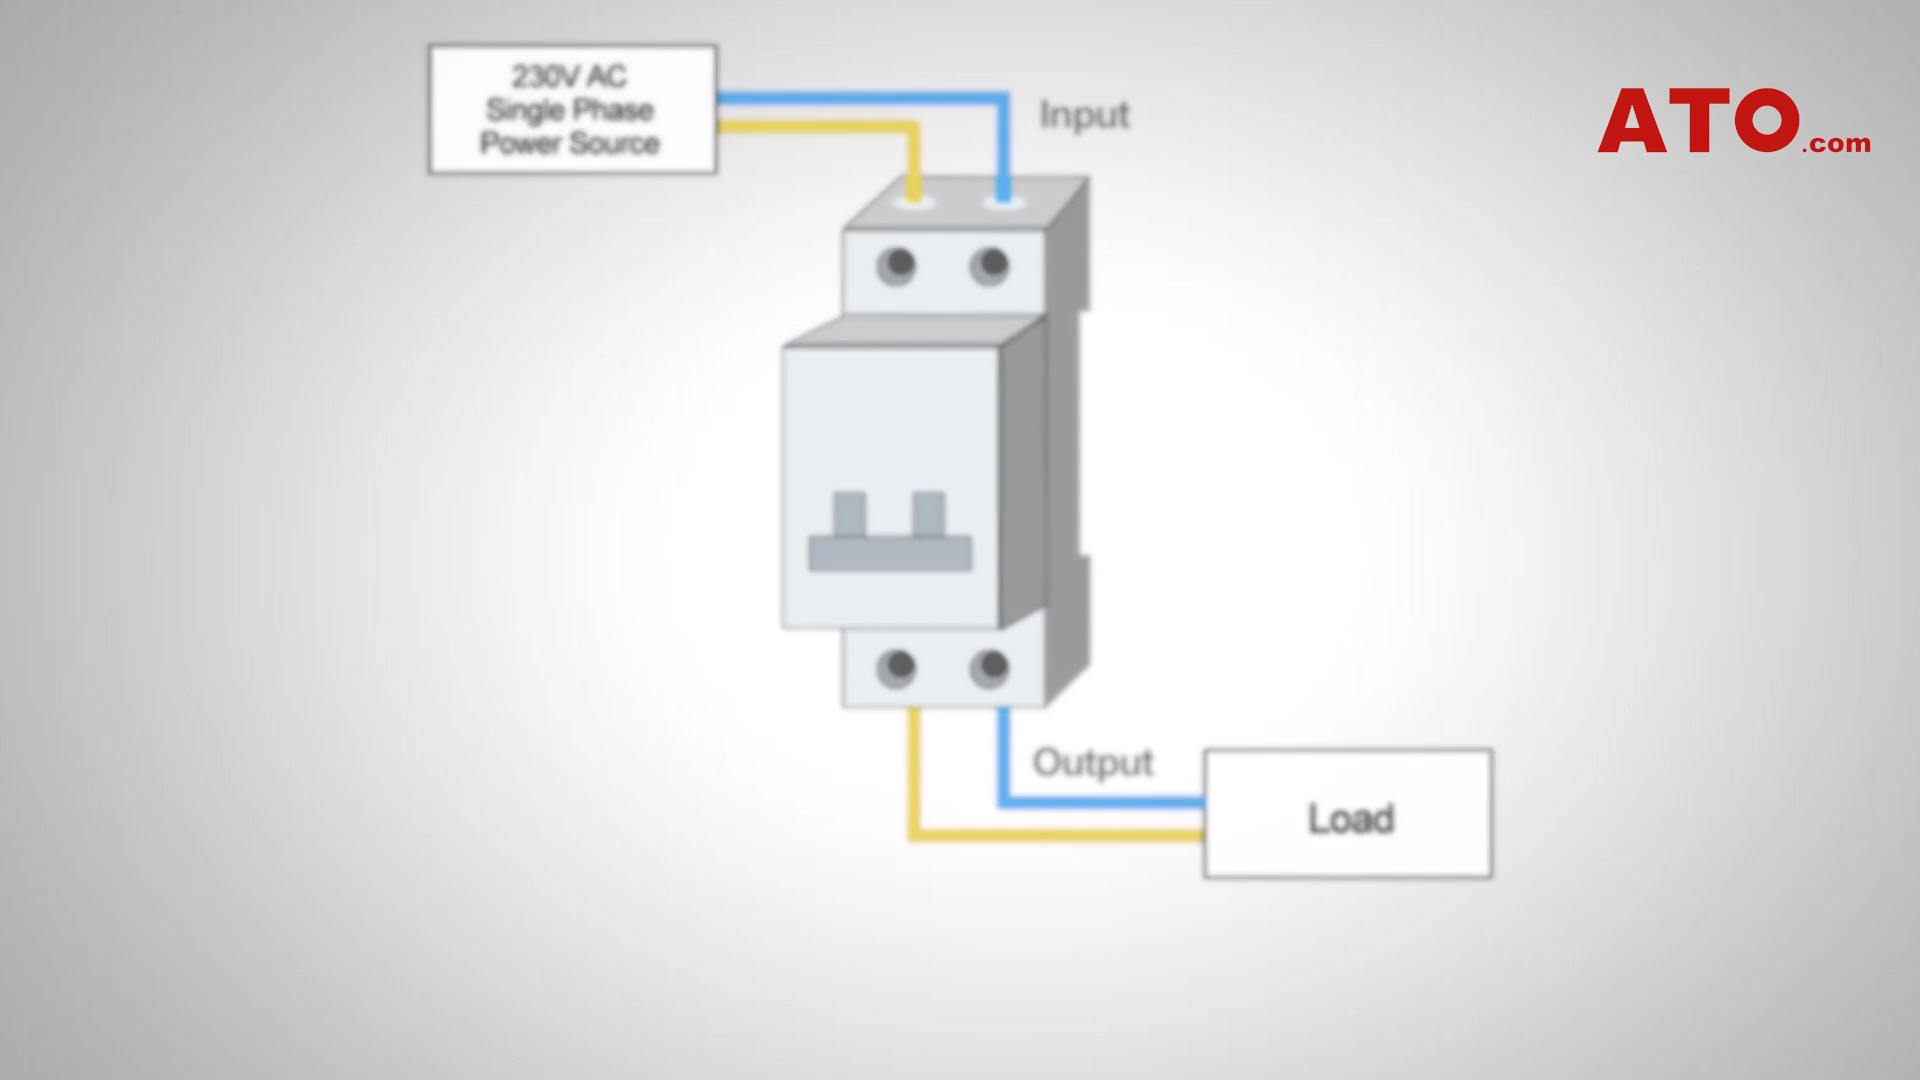 230V AC
Single Phase
Power Source
Input
ATO.com
Output
Load